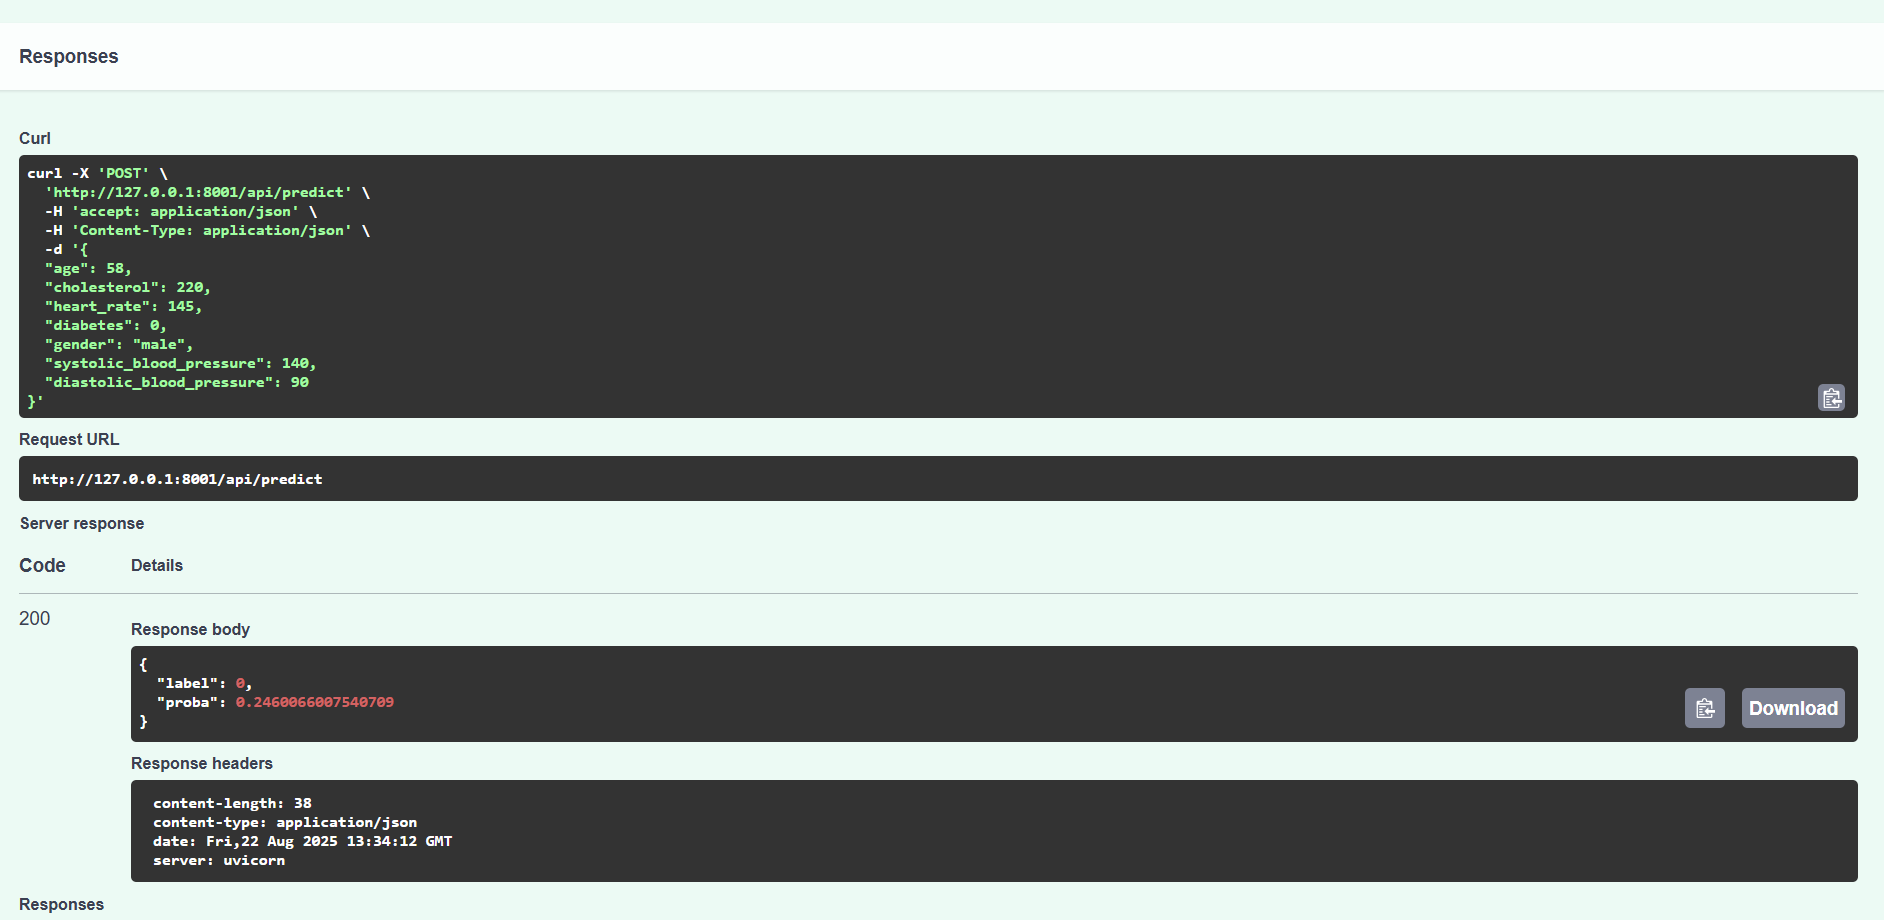 Responses
Curl
curl -X 'POST' \
'http://127.0.0.1:8001/api/predict' \
-H 'accept: application/json' \
-H 'Content-Type: application/json' \
-d '{
"age": 58,
"cholesterol": 220,
"heart_rate": 145,
"diabetes": 0,
"gender": "male",
"systolic_blood_pressure": 140,
"diastolic_blood_pressure": 90
}'
Request URL
http://127.0.0.1:8001/api/predict
Server response
Code Details
200
Response body
{
"label": 0,
"proba": 0.2460066007540709
}
Download
Response headers
content-length: 38
content-type: application/json
date: Fri,22 Aug 2025 13:34:12 GMT
server: uvicorn
Responses